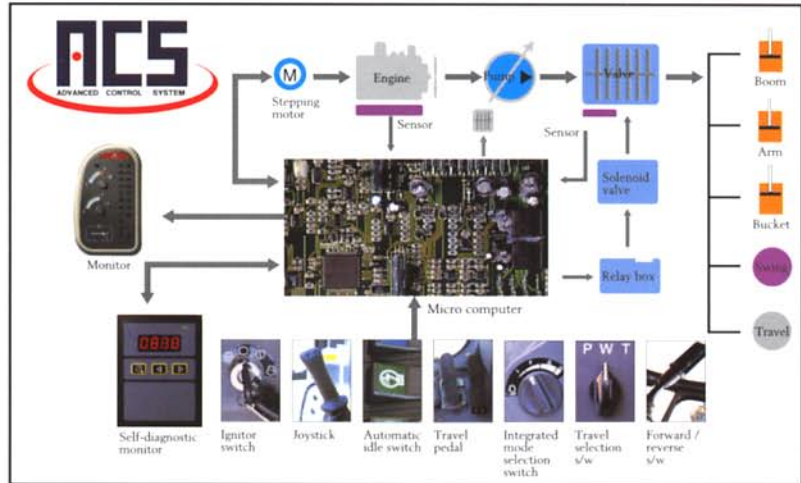 ACS
ADVANCED CONTROL SYSTEM
M
Stepping
motor
Engine
Sensor
Pump
Valve
Sensor
Solenoid
valve
Relay box
Boom
Arm
Bucket
Swing
Travel
Monitor
Micro computer
Self-diagnostic
monitor
Ignitor
switch
Joystick
Automatic
idle switch
Travel
pedal
Integrated
mode
selection
switch
P W T
Travel
selection
s/w
Forward /
reverse
s/w